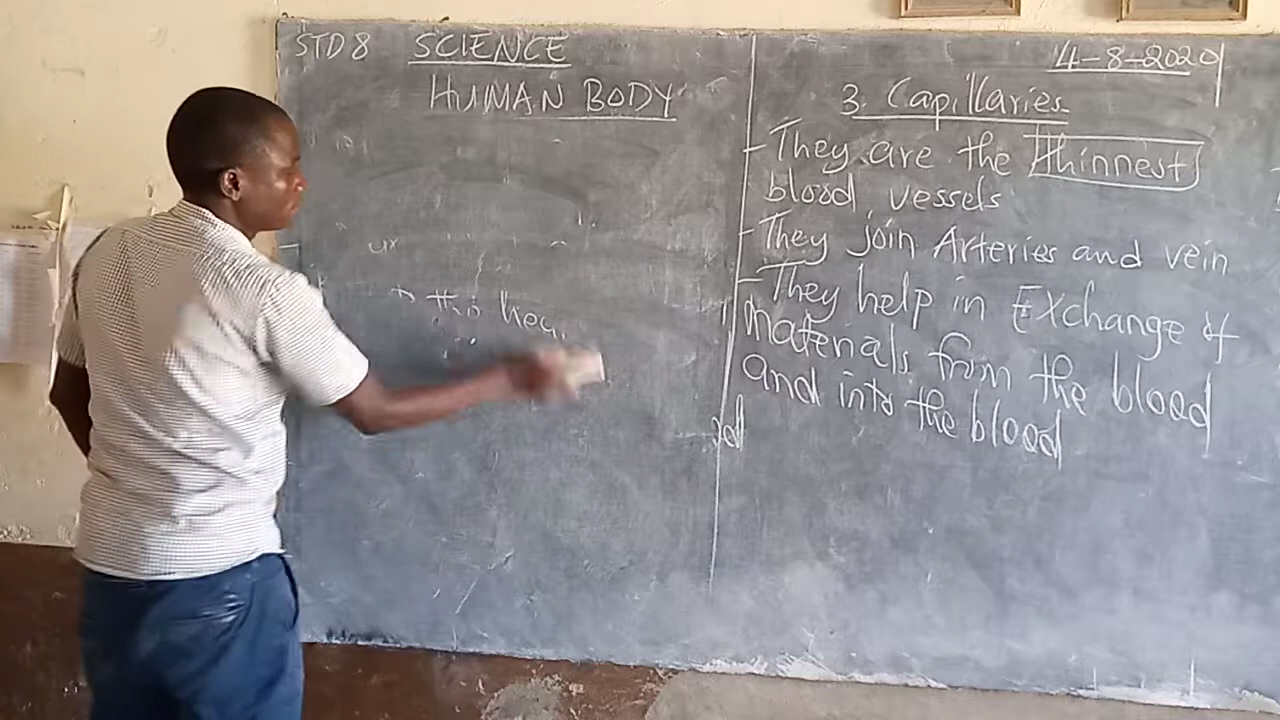 STD 8 SCIENCE
HUMAN BODY
4-8-2020
3. Capillaries
- They are the thinnest
blood vessels
- They join Arteries and vein
- They help in Exchange of
Materials from the blood
and into the blood